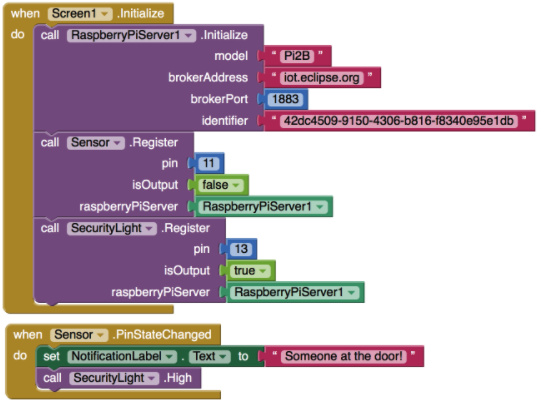 when Screen1 .Initialize
do call RaspberryPiServer1 .Initialize
model " Pi2B "
brokerAddress " iot.eclipse.org "
brokerPort 1883
identifier " 42dc4509-9150-4306-b816-f8340e95e1db "
call Sensor .Register
pin 11
isOutput false
raspberryPiServer RaspberryPiServer1
call SecurityLight .Register
pin 13
isOutput true
raspberryPiServer RaspberryPiServer1
when Sensor .PinStateChanged
do set NotificationLabel . Text to " Someone at the door! "
call SecurityLight .High